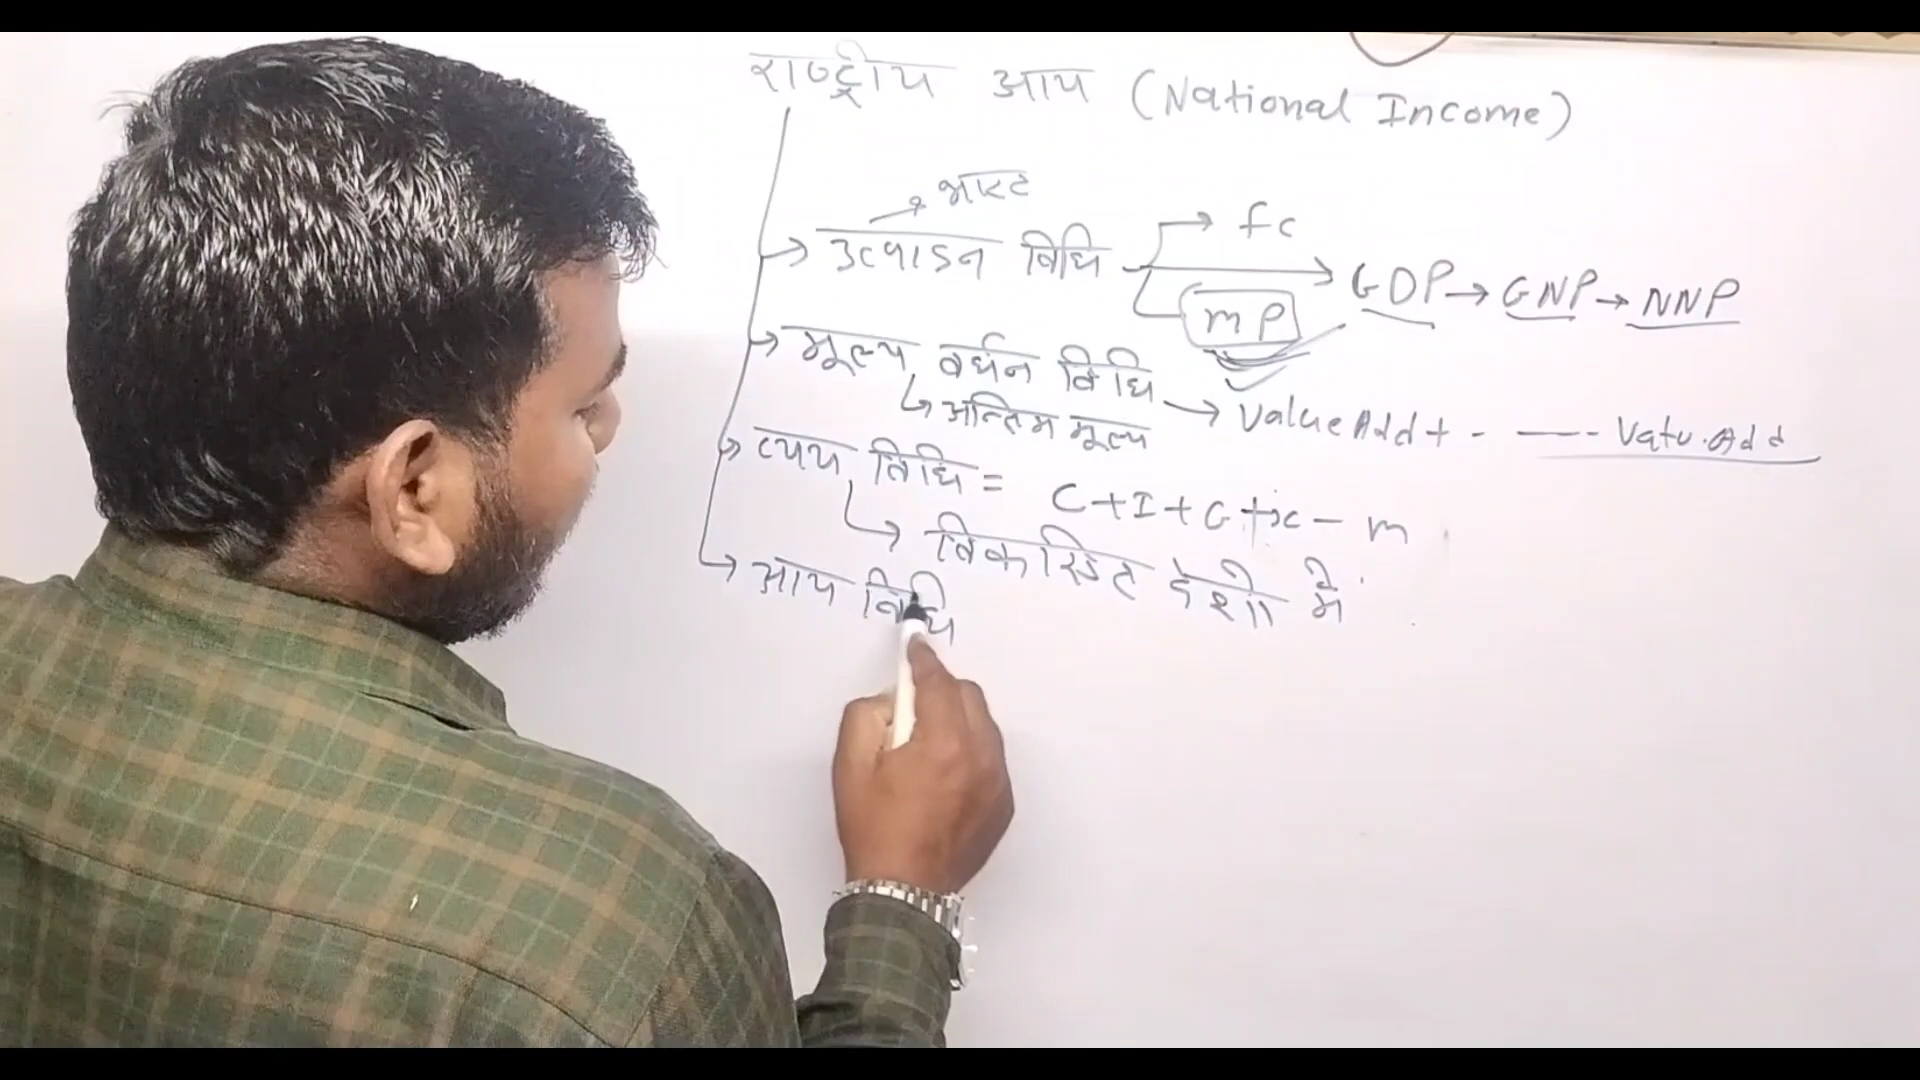 राष्ट्रीय आय (National Income)
→ भारत
→ उत्पादन विधि → fc
mP → GDP → GNP → NNP
→ मूल्य वर्धन विधि → Value Add + - —— - Valu. Add
↳ अन्तिम मूल्य
→ व्यय विधि = C+I+G+x-m
↳ विकसित देशों में
→ आय विधि